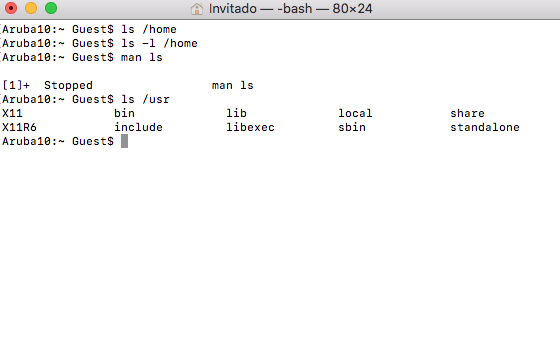 Invitado — -bash — 80×24
[Aruba10:~ Guest$ ls /home
[Aruba10:~ Guest$ ls -l /home
[Aruba10:~ Guest$ man ls
[1]+  Stopped                 man ls
[Aruba10:~ Guest$ ls /usr
X11             bin             lib             local           share
X11R6           include         libexec         sbin            standalone
Aruba10:~ Guest$